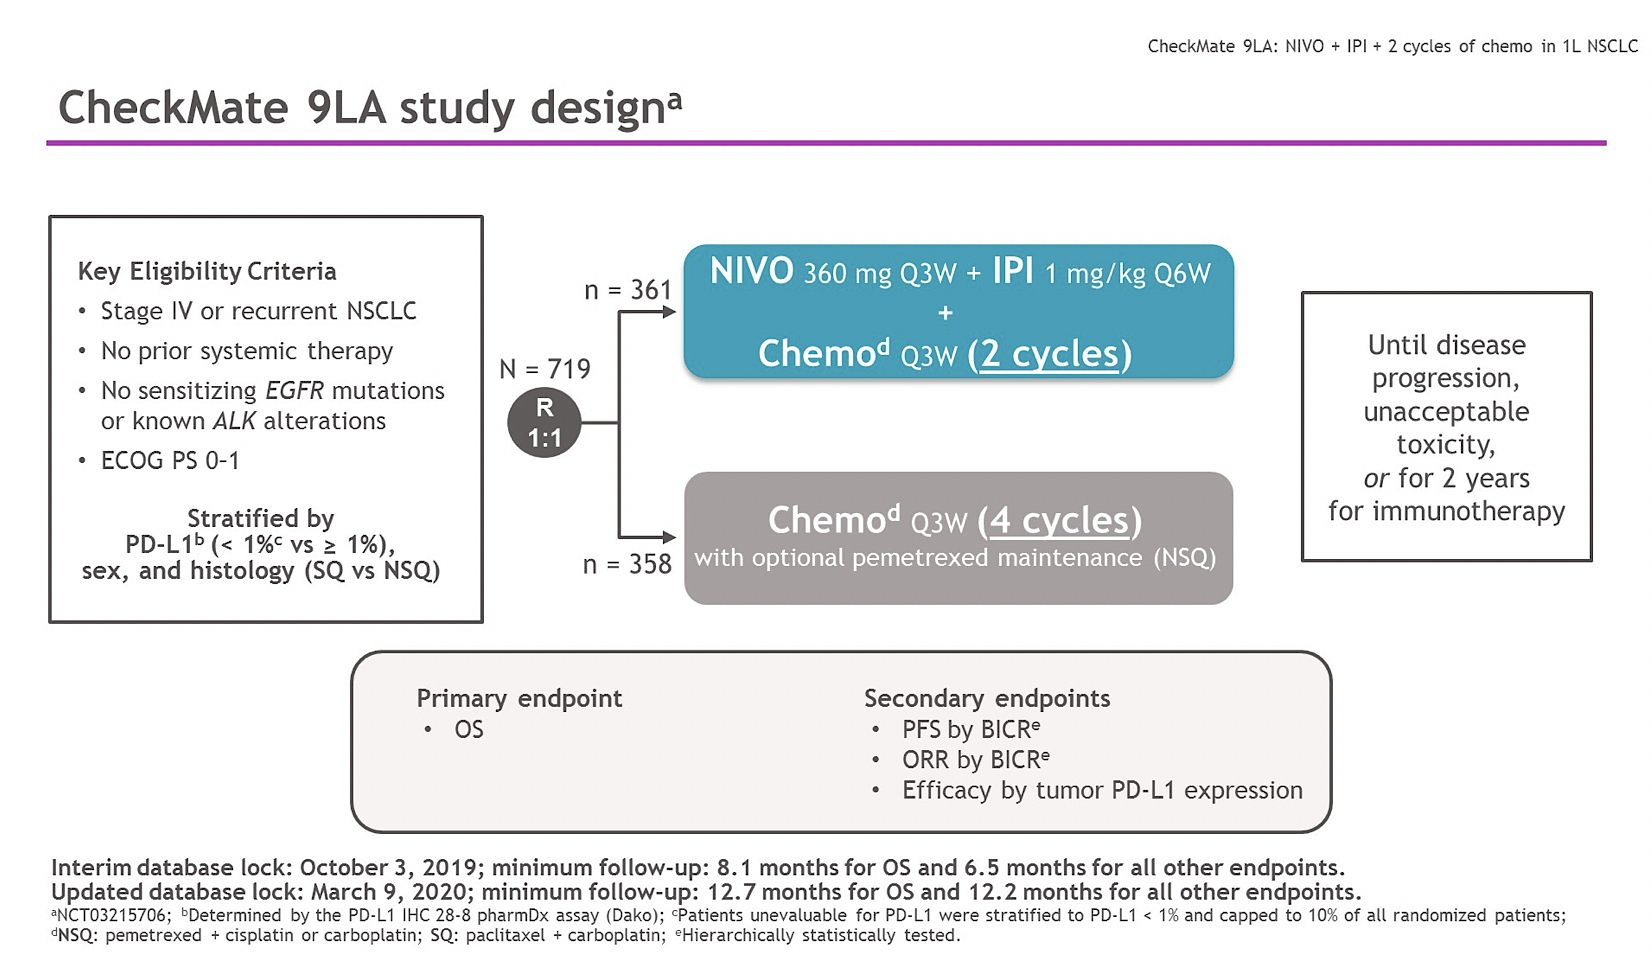 CheckMate 9LA: NIVO + IPI + 2 cycles of chemo in 1L NSCLC
CheckMate 9LA study designᵃ
Key Eligibility Criteria
• Stage IV or recurrent NSCLC
• No prior systemic therapy
• No sensitizing EGFR mutations
or known ALK alterations
• ECOG PS 0–1
Stratified by
PD-L1ᵇ (< 1%ᶜ vs ≥ 1%),
sex, and histology (SQ vs NSQ)
N = 719
R
1:1
n = 361
NIVO 360 mg Q3W + IPI 1 mg/kg Q6W
+
Chemoᵈ Q3W (2 cycles)
n = 358
Chemoᵈ Q3W (4 cycles)
with optional pemetrexed maintenance (NSQ)
Until disease
progression,
unacceptable
toxicity,
or for 2 years
for immunotherapy
Primary endpoint
• OS
Secondary endpoints
• PFS by BICRᵉ
• ORR by BICRᵉ
• Efficacy by tumor PD-L1 expression
Interim database lock: October 3, 2019; minimum follow-up: 8.1 months for OS and 6.5 months for all other endpoints.
Updated database lock: March 9, 2020; minimum follow-up: 12.7 months for OS and 12.2 months for all other endpoints.
ᵃNCT03215706; ᵇDetermined by the PD-L1 IHC 28-8 pharmDx assay (Dako); ᶜPatients unevaluable for PD-L1 were stratified to PD-L1 < 1% and capped to 10% of all randomized patients;
ᵈNSQ: pemetrexed + cisplatin or carboplatin; SQ: paclitaxel + carboplatin; ᵉHierarchically statistically tested.